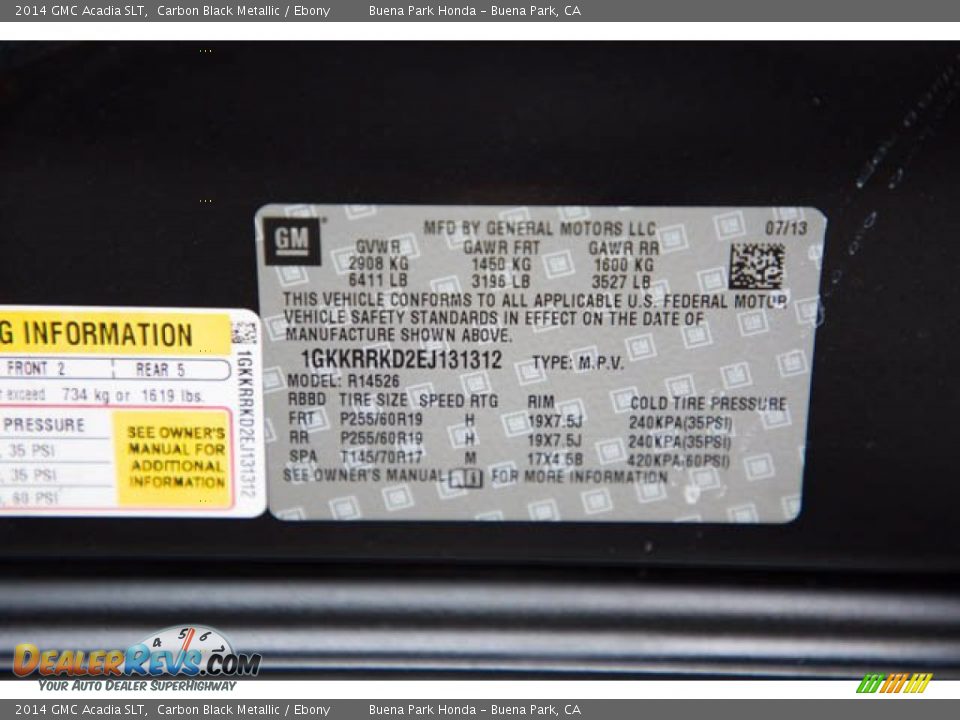 2014 GMC Acadia SLT,  Carbon Black Metallic / Ebony        Buena Park Honda – Buena Park, CA
GM
MFD BY GENERAL MOTORS LLC 07/13
GVWR GAWR FRT GAWR RR
2908 KG 1450 KG 1600 KG
6411 LB 3196 LB 3527 LB
THIS VEHICLE CONFORMS TO ALL APPLICABLE U.S. FEDERAL MOTOR
VEHICLE SAFETY STANDARDS IN EFFECT ON THE DATE OF
MANUFACTURE SHOWN ABOVE.
1GKKRRKD2EJ131312 TYPE: M.P.V.
MODEL: R14526
RBBD TIRE SIZE SPEED RTG RIM COLD TIRE PRESSURE
FRT P255/60R19 H 19X7.5J 240KPA(35PSI)
RR P255/60R19 H 19X7.5J 240KPA(35PSI)
SPA T145/70R17 M 17X4.5B 420KPA(60PSI)
SEE OWNER'S MANUAL FOR MORE INFORMATION
G INFORMATION
FRONT 2 REAR 5
exceed 734 kg or 1619 lbs.
PRESSURE
, 35 PSI
, 35 PSI
, 60 PSI
SEE OWNER'S
MANUAL FOR
ADDITIONAL
INFORMATION
1GKKRRKD2EJ131312
4 5 6 7
DEALERREVS.COM
YOUR AUTO DEALER SUPERHIGHWAY
2014 GMC Acadia SLT,  Carbon Black Metallic / Ebony        Buena Park Honda – Buena Park, CA